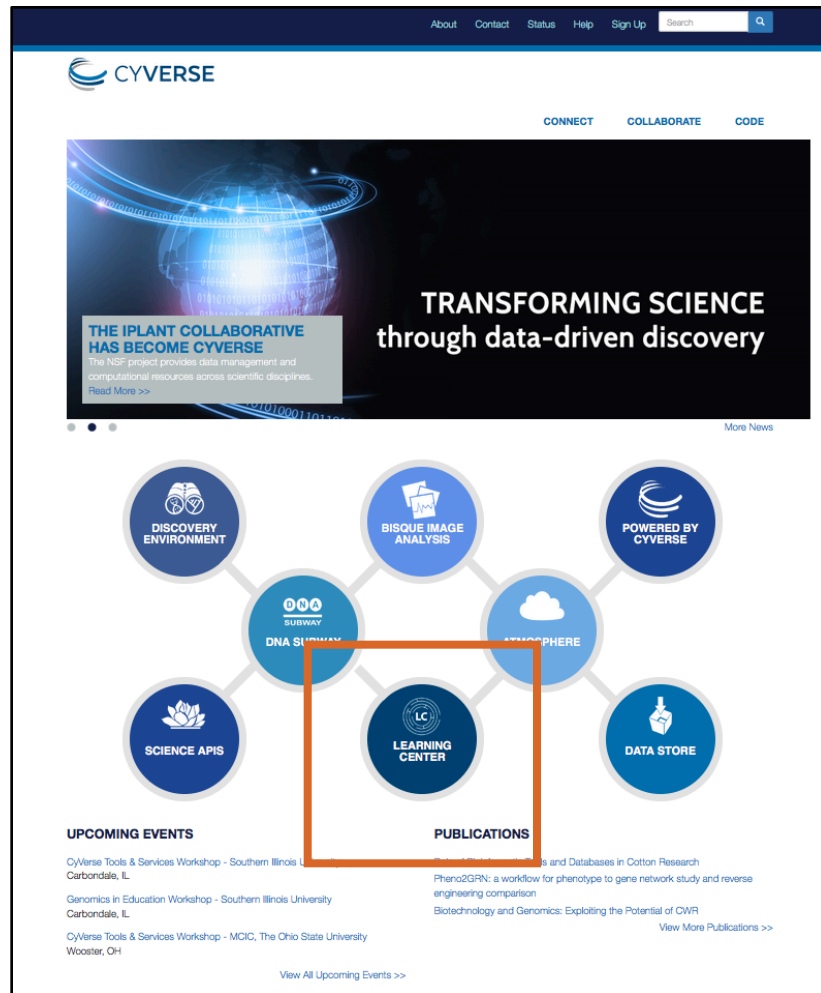 About Contact Status Help Sign Up Search
CYVERSE
CONNECT COLLABORATE CODE
TRANSFORMING SCIENCE
through data-driven discovery
THE IPLANT COLLABORATIVE
HAS BECOME CYVERSE
The NSF project provides data management and
computational resources across scientific disciplines.
Read More >>
More News
DISCOVERY
ENVIRONMENT
BISQUE IMAGE
ANALYSIS
POWERED BY
CYVERSE
DNA
SUBWAY
DNA SUBWAY
ATMOSPHERE
SCIENCE APIS
LC
LEARNING
CENTER
DATA STORE
UPCOMING EVENTS
CyVerse Tools & Services Workshop - Southern Illinois University
Carbondale, IL
Genomics in Education Workshop - Southern Illinois University
Carbondale, IL
CyVerse Tools & Services Workshop - MCIC, The Ohio State University
Wooster, OH
View All Upcoming Events >>
PUBLICATIONS
and Databases in Cotton Research
Pheno2GRN: a workflow for phenotype to gene network study and reverse
engineering comparison
Biotechnology and Genomics: Exploiting the Potential of CWR
View More Publications >>